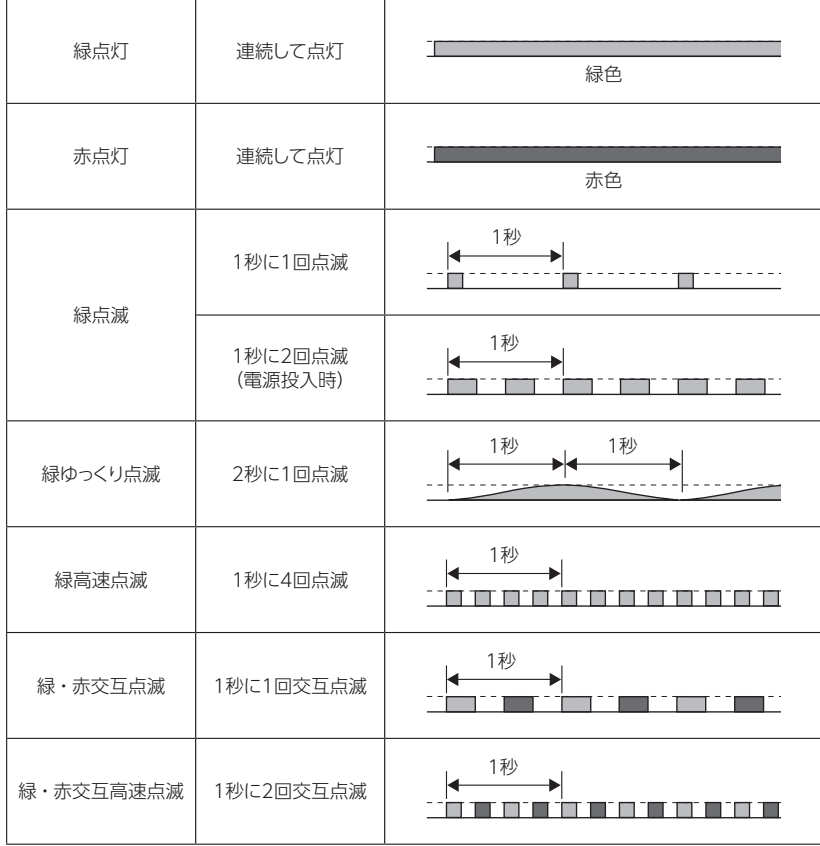 緑点灯
連続して点灯
緑色
赤点灯
連続して点灯
赤色
緑点滅
1秒に1回点滅
1秒
1秒に2回点滅
(電源投入時)
1秒
緑ゆっくり点滅
2秒に1回点滅
1秒 1秒
緑高速点滅
1秒に4回点滅
1秒
緑・赤交互点滅
1秒に1回交互点滅
1秒
緑・赤交互高速点滅
1秒に2回交互点滅
1秒